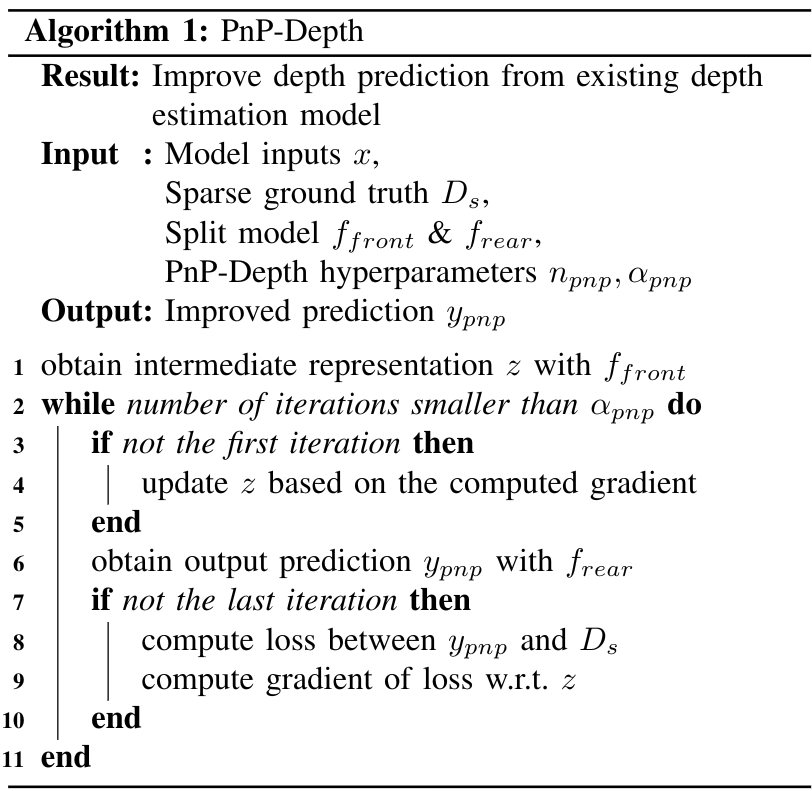 Algorithm 1: PnP-Depth
Result: Improve depth prediction from existing depth
estimation model
Input : Model inputs x,
Sparse ground truth D_s,
Split model f_{front} & f_{rear},
PnP-Depth hyperparameters n_{pnp}, α_{pnp}
Output: Improved prediction y_{pnp}
1 obtain intermediate representation z with f_{front}
2 while number of iterations smaller than α_{pnp} do
3 if not the first iteration then
4 update z based on the computed gradient
5 end
6 obtain output prediction y_{pnp} with f_{rear}
7 if not the last iteration then
8 compute loss between y_{pnp} and D_s
9 compute gradient of loss w.r.t. z
10 end
11 end